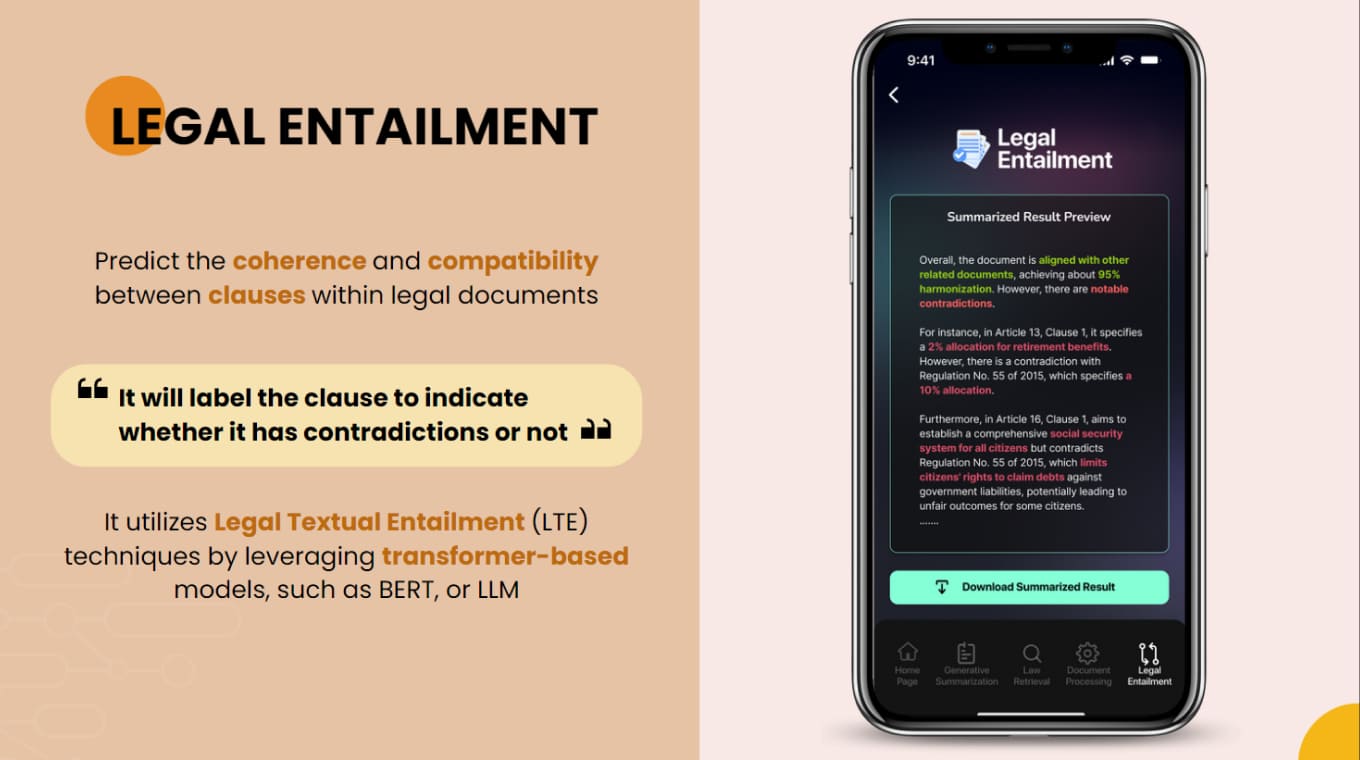 LEGAL ENTAILMENT
Predict the coherence and compatibility
between clauses within legal documents
“ It will label the clause to indicate
whether it has contradictions or not ”
It utilizes Legal Textual Entailment (LTE)
techniques by leveraging transformer-based
models, such as BERT, or LLM
9:41
Legal
Entailment
Summarized Result Preview
Overall, the document is aligned with other
related documents, achieving about 95%
harmonization. However, there are notable
contradictions.
For instance, in Article 13, Clause 1, it specifies
a 2% allocation for retirement benefits.
However, there is a contradiction with
Regulation No. 55 of 2015, which specifies a
10% allocation.
Furthermore, in Article 16, Clause 1, aims to
establish a comprehensive social security
system for all citizens but contradicts
Regulation No. 55 of 2015, which limits
citizens' rights to claim debts against
government liabilities, potentially leading to
unfair outcomes for some citizens.
.......
Download Summarized Result
Home
Page
Generative
Summarization
Law
Retrieval
Document
Processing
Legal
Entailment